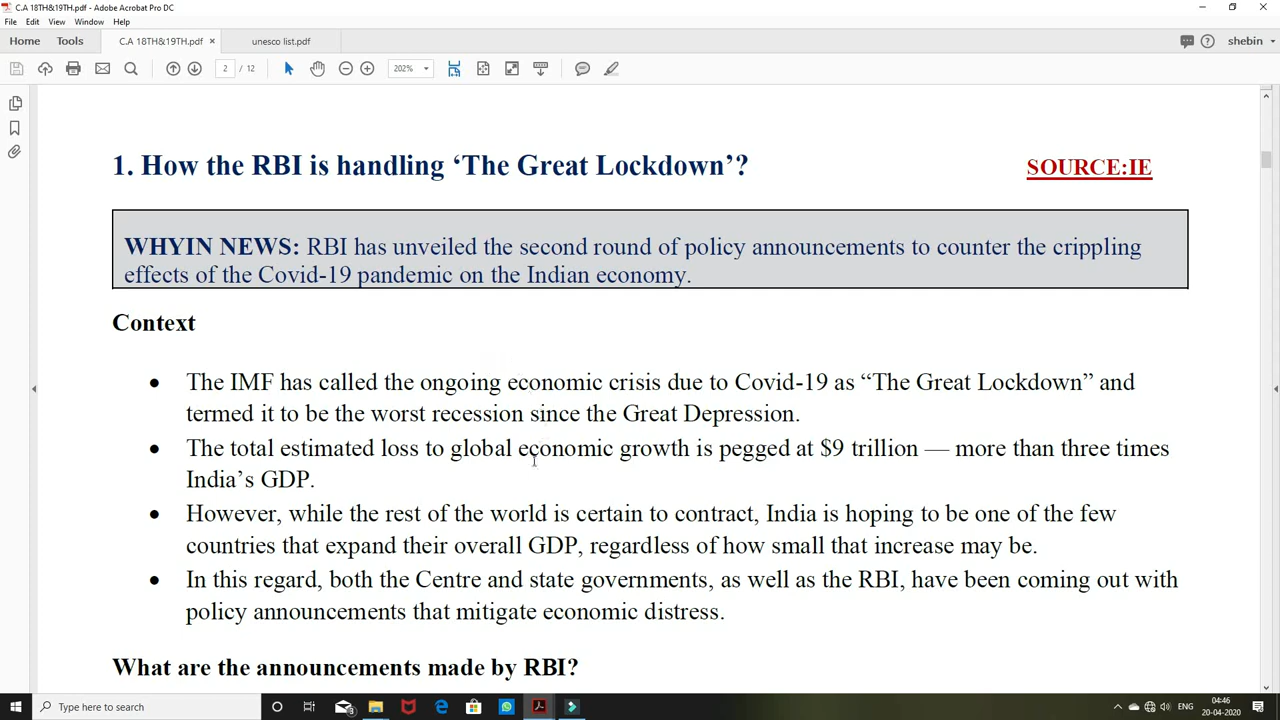 C.A 18TH&19TH.pdf - Adobe Acrobat Pro DC
File Edit View Window Help
Home Tools C.A 18TH&19TH.pdf × unesco list.pdf shebin
2 / 12 202%
1. How the RBI is handling ‘The Great Lockdown’? SOURCE:IE
WHYIN NEWS: RBI has unveiled the second round of policy announcements to counter the crippling
effects of the Covid-19 pandemic on the Indian economy.
Context
• The IMF has called the ongoing economic crisis due to Covid-19 as “The Great Lockdown” and
termed it to be the worst recession since the Great Depression.
• The total estimated loss to global economic growth is pegged at $9 trillion — more than three times
India’s GDP.
• However, while the rest of the world is certain to contract, India is hoping to be one of the few
countries that expand their overall GDP, regardless of how small that increase may be.
• In this regard, both the Centre and state governments, as well as the RBI, have been coming out with
policy announcements that mitigate economic distress.
What are the announcements made by RBI?
Type here to search
ENG
04:46
20-04-2020